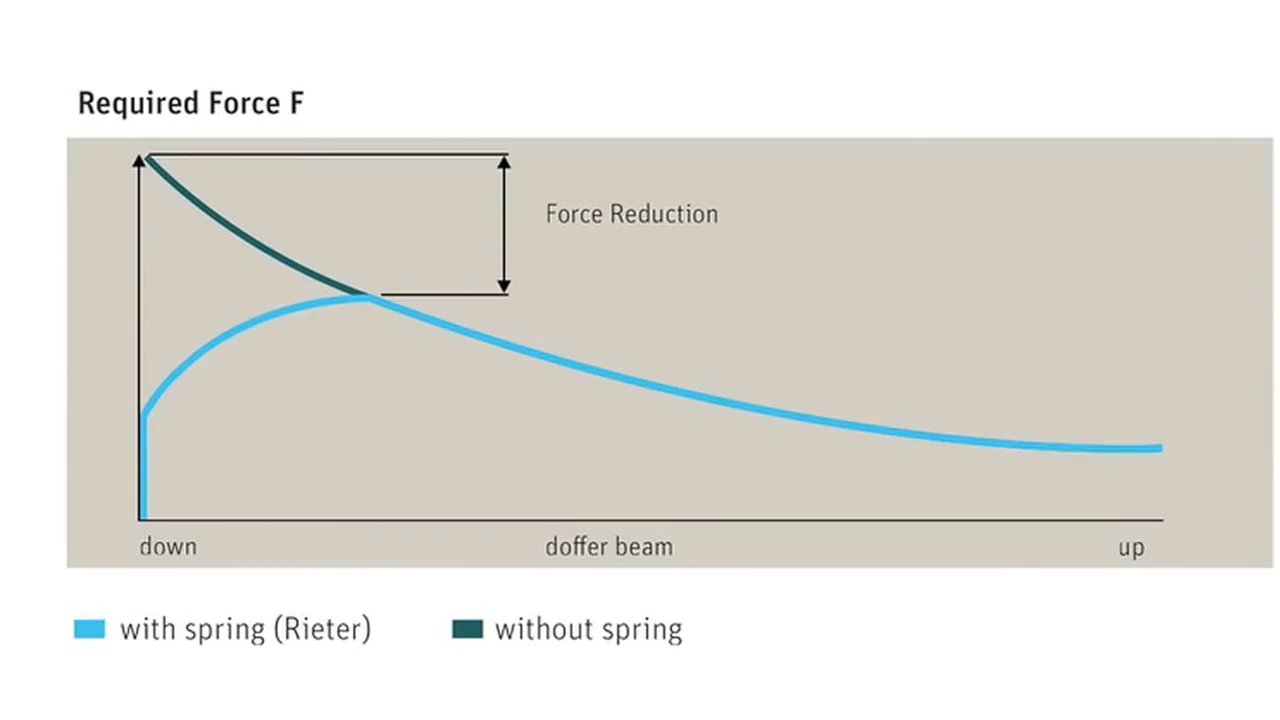 Required Force F
Force Reduction
down doffer beam up
with spring (Rieter) without spring